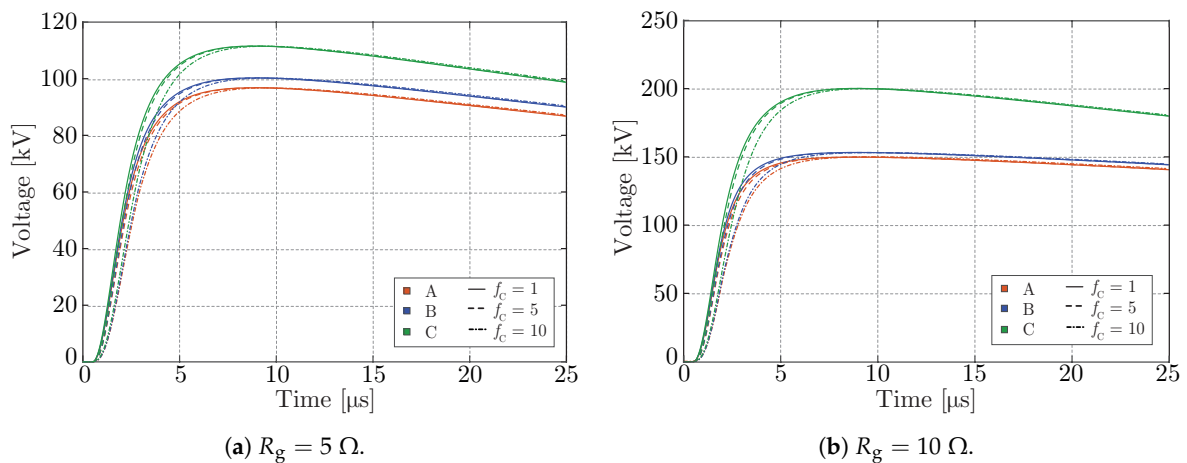 120
100
80
60
40
20
0
Voltage [kV]
0 5 10 15 20 25
Time [μs]
A f_C = 1
B f_C = 5
C f_C = 10
(a) R_g = 5 Ω.
250
200
150
100
50
0
Voltage [kV]
0 5 10 15 20 25
Time [μs]
A f_C = 1
B f_C = 5
C f_C = 10
(b) R_g = 10 Ω.